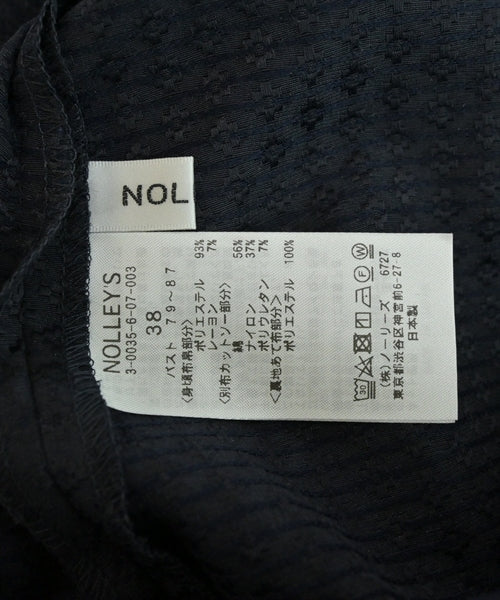 NOL
NOLLEY'S
3-0035-6-07-003
38
バスト 79～87
<身頃布帛部分>
ポリエステル 93%
レーヨン 7%
<別布カットソー部分>
綿 56%
ナイロン 37%
ポリウレタン 7%
<裏地あて布部分>
ポリエステル 100%
30 F W
(株)ノーリーズ 6727
東京都渋谷区神宮前6-27-8
日本製